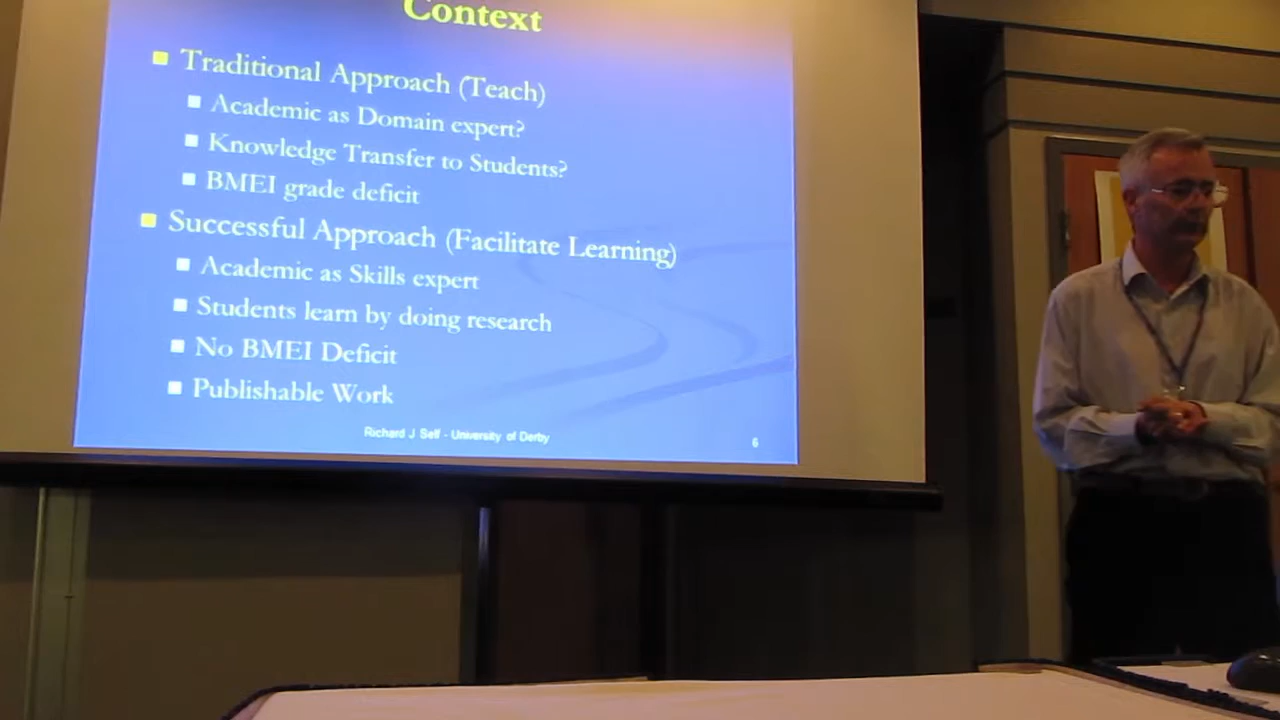 Context
Traditional Approach (Teach)
Academic as Domain expert?
Knowledge Transfer to Students?
BMEI grade deficit
Successful Approach (Facilitate Learning)
Academic as Skills expert
Students learn by doing research
No BMEI Deficit
Publishable Work
Richard J Self - University of Derby
6